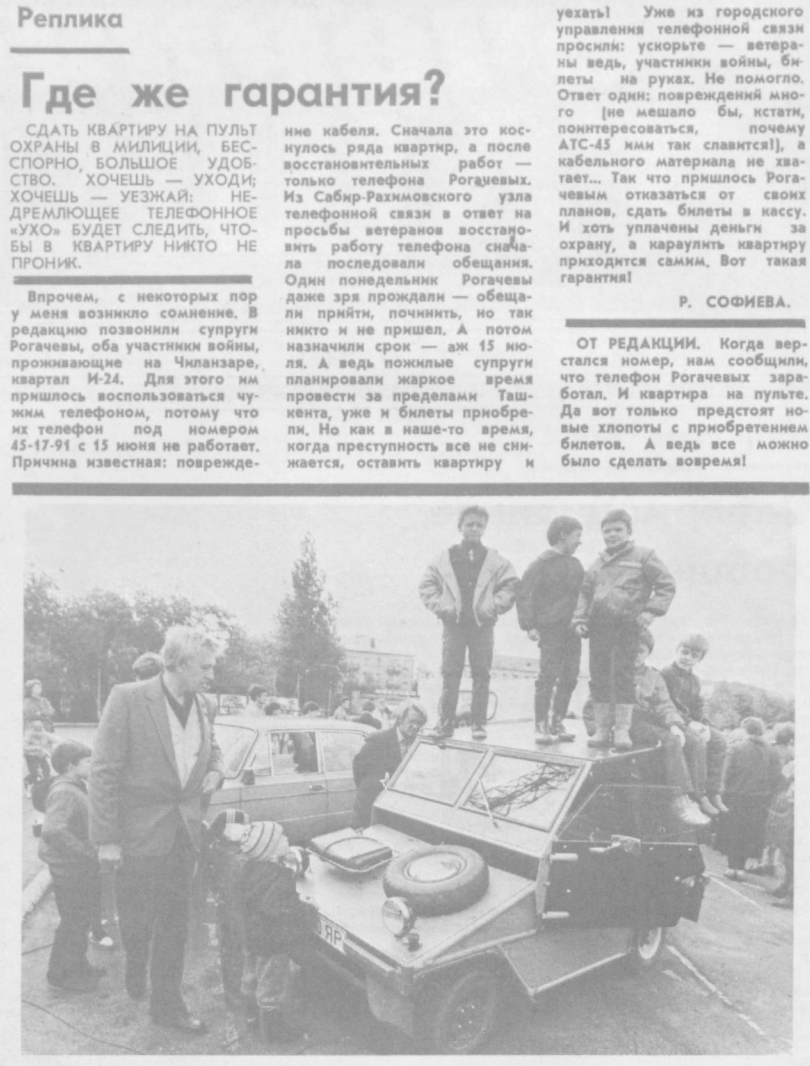 Реплика
Где же гарантия?
СДАТЬ КВАРТИРУ НА ПУЛЬТ
ОХРАНЫ В МИЛИЦИИ, БЕС-
СПОРНО, БОЛЬШОЕ УДОБ-
СТВО. ХОЧЕШЬ — УХОДИ;
ХОЧЕШЬ — УЕЗЖАЙ: НЕ-
ДРЕМЛЮЩЕЕ ТЕЛЕФОННОЕ
«УХО» БУДЕТ СЛЕДИТЬ, ЧТО-
БЫ В КВАРТИРУ НИКТО НЕ
ПРОНИК.
Впрочем, с некоторых пор
у меня возникло сомнение. В
редакцию позвонили супруги
Рогачевы, оба участники войны,
проживающие на Чиланзаре,
квартал И-24. Для этого им
пришлось воспользоваться чу-
жим телефоном, потому что
их телефон под номером
45-17-91 с 15 июня не работает.
Причина известная: поврежде-
ние кабеля. Сначала это кос-
нулось ряда квартир, а после
восстановительных работ —
только телефона Рогачевых.
Из Сабир-Рахимовского узла
телефонной связи в ответ на
просьбы ветеранов восстано-
вить работу телефона снача-
ла последовали обещания.
Один понедельник Рогачевы
даже зря прождали — обеща-
ли прийти, починить, но так
никто и не пришел. А потом
назначили срок — аж 15 ию-
ля. А ведь пожилые супруги
планировали жаркое время
провести за пределами Таш-
кента, уже и билеты приобре-
ли. Но как в наше-то время,
когда преступность все не сни-
жается, оставить квартиру и
уехать! Уже из городского
управления телефонной связи
просили: ускорьте — ветера-
ны ведь, участники войны, би-
леты на руках. Не помогло.
Ответ один: повреждений мно-
го (не мешало бы, кстати,
поинтересоваться, почему
АТС-45 ими так славится!), а
кабельного материала не хва-
тает... Так что пришлось Рога-
чевым отказаться от своих
планов, сдать билеты в кассу.
И хоть уплачены деньги за
охрану, а караулить квартиру
приходится самим. Вот такая
гарантия!
Р. СОФИЕВА.
ОТ РЕДАКЦИИ. Когда вер-
стался номер, нам сообщили,
что телефон Рогачевых зара-
ботал. И квартира на пульте.
Да вот только предстоят но-
вые хлопоты с приобретением
билетов. А ведь все можно
было сделать вовремя!
ЯР